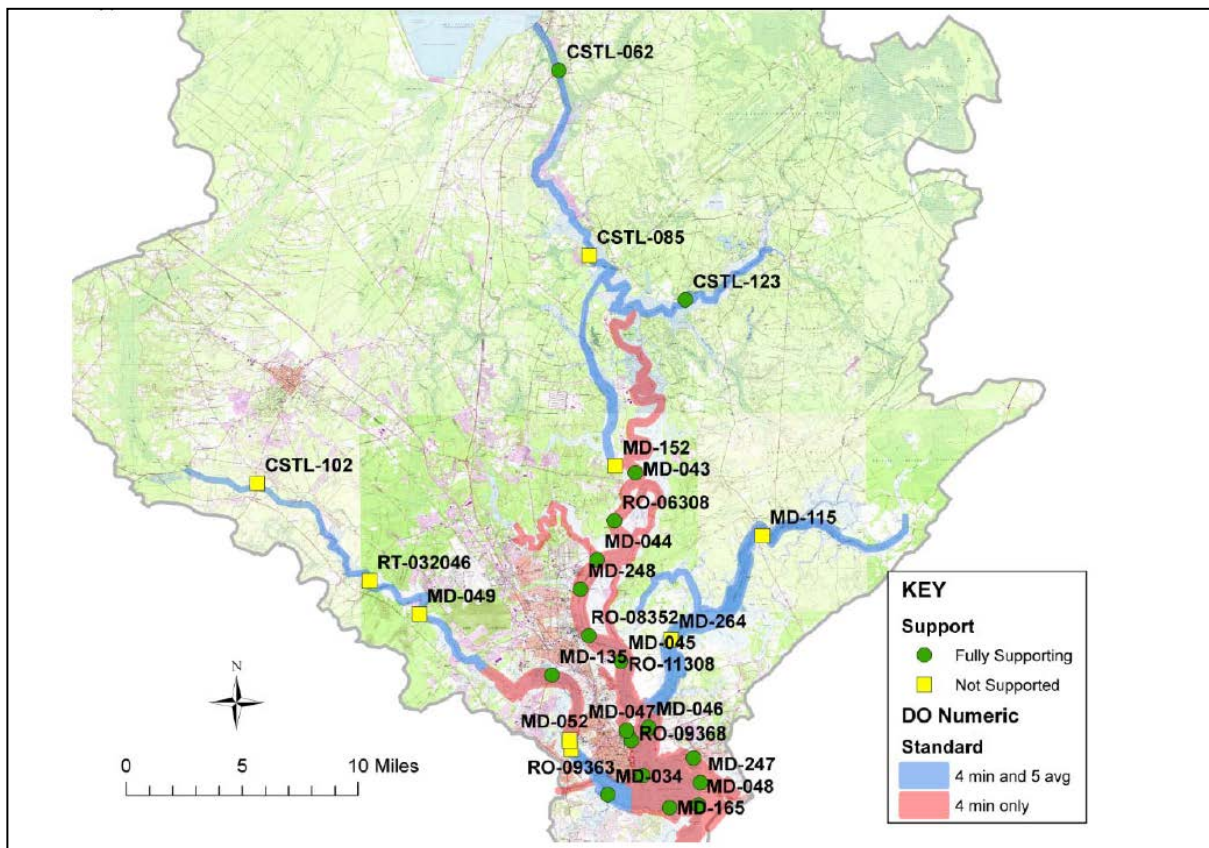 CSTL-062
CSTL-085
CSTL-123
MD-152
MD-043
CSTL-102
RO-06308
MD-115
MD-044
RT-032046
MD-248
MD-049
RO-08352
MD-264
MD-045
MD-135
RO-11308
MD-047
MD-046
MD-052
RO-09368
RO-09363
MD-034
MD-247
MD-048
MD-165
N
0 5 10 Miles
KEY
Support
Fully Supporting
Not Supported
DO Numeric
Standard
4 min and 5 avg
4 min only